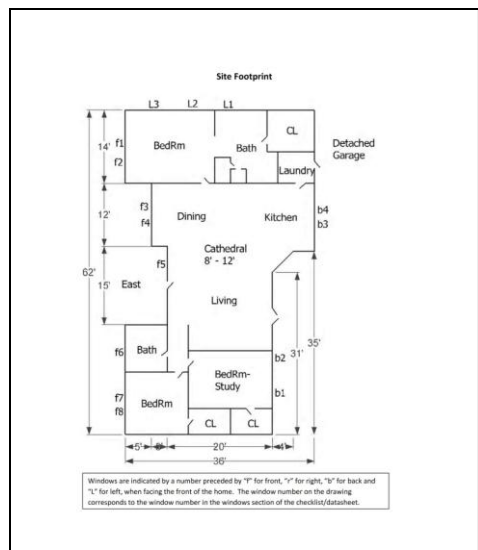 Site Footprint
L3 L2 L1
CL
f1
14'
BedRm
Bath
Detached
Garage
f2
Laundry
f3
12'
f4
Dining
Kitchen
b4
b3
Cathedral
8' - 12'
62'
f5
15'
East
Living
31'
35'
f6
Bath
b2
BedRm-
Study
f7
BedRm
b1
f8
CL CL
5' 20' 4'
36'
Windows are indicated by a number preceded by "f" for front, "r" for right, "b" for back and
"L" for left, when facing the front of the home. The window number on the drawing
corresponds to the window number in the windows section of the checklist/datasheet.